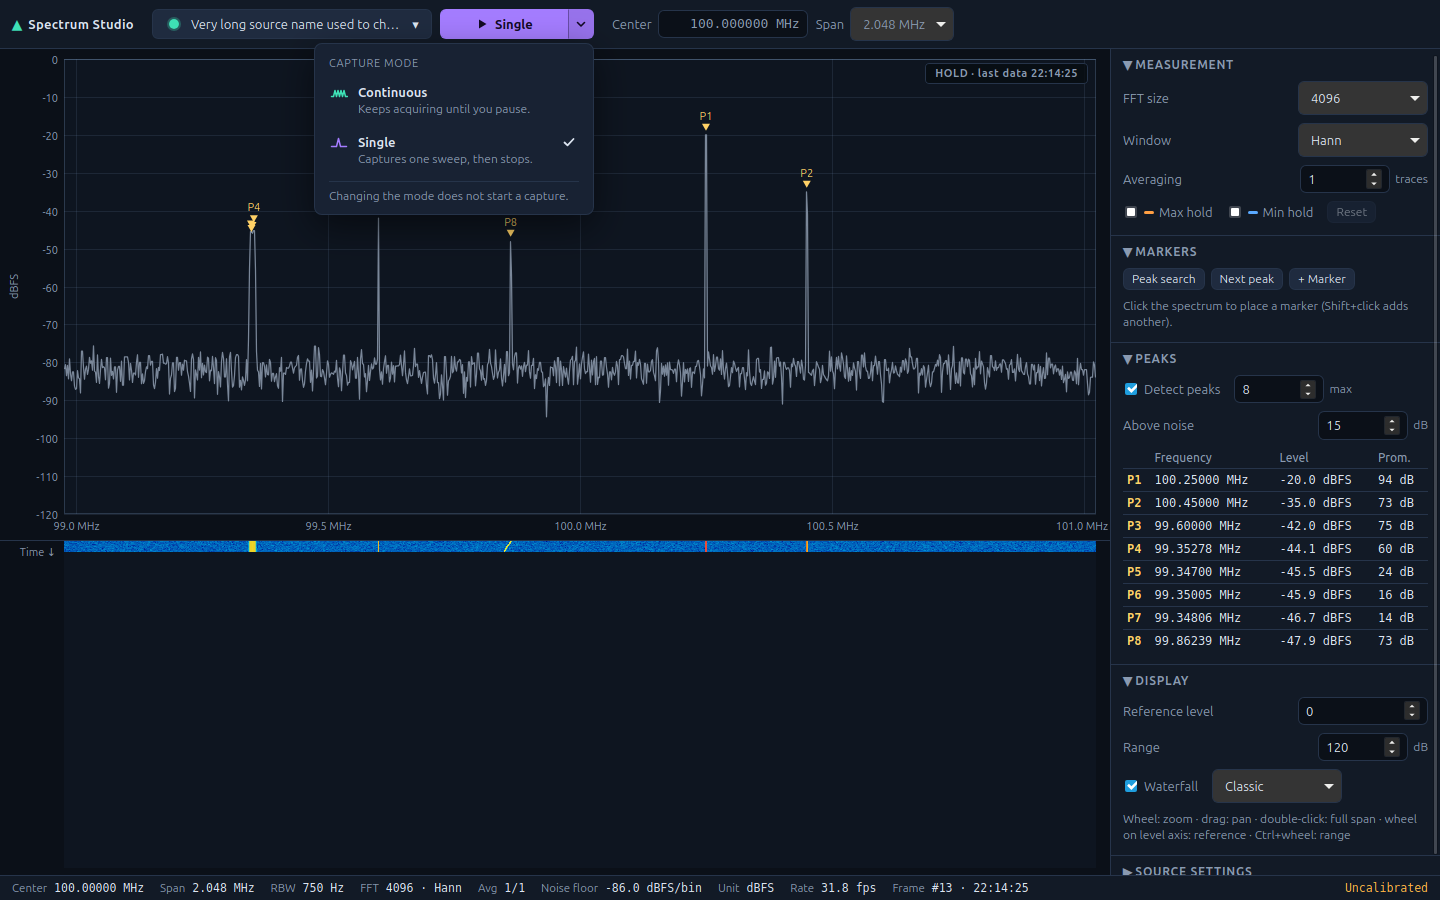 Spectrum Studio
Very long source name used to ch...
Single
Center 100.000000 MHz
Span 2.048 MHz
CAPTURE MODE
Continuous
Keeps acquiring until you pause.
Single
Captures one sweep, then stops.
Changing the mode does not start a capture.
HOLD · last data 22:14:25
0
-10
-20
-30
-40
-50
-60
-70
-80
-90
-100
-110
-120
dBFS
P4
P8
P1
P2
99.0 MHz
99.5 MHz
100.0 MHz
100.5 MHz
101.0 MHz
Time ↓
▼ MEASUREMENT
FFT size 4096
Window Hann
Averaging 1 traces
Max hold Min hold Reset
▼ MARKERS
Peak search Next peak + Marker
Click the spectrum to place a marker (Shift+click adds
another).
▼ PEAKS
Detect peaks 8 max
Above noise 15 dB
Frequency Level Prom.
P1 100.25000 MHz -20.0 dBFS 94 dB
P2 100.45000 MHz -35.0 dBFS 73 dB
P3 99.60000 MHz -42.0 dBFS 75 dB
P4 99.35278 MHz -44.1 dBFS 60 dB
P5 99.34700 MHz -45.5 dBFS 24 dB
P6 99.35005 MHz -45.9 dBFS 16 dB
P7 99.34806 MHz -46.7 dBFS 14 dB
P8 99.86239 MHz -47.9 dBFS 73 dB
▼ DISPLAY
Reference level 0
Range 120 dB
Waterfall Classic
Wheel: zoom · drag: pan · double-click: full span · wheel
on level axis: reference · Ctrl+wheel: range
▶ SOURCE SETTINGS
Center 100.00000 MHz Span 2.048 MHz RBW 750 Hz FFT 4096 · Hann Avg 1/1 Noise floor -86.0 dBFS/bin Unit dBFS Rate 31.8 fps Frame #13 · 22:14:25 Uncalibrated